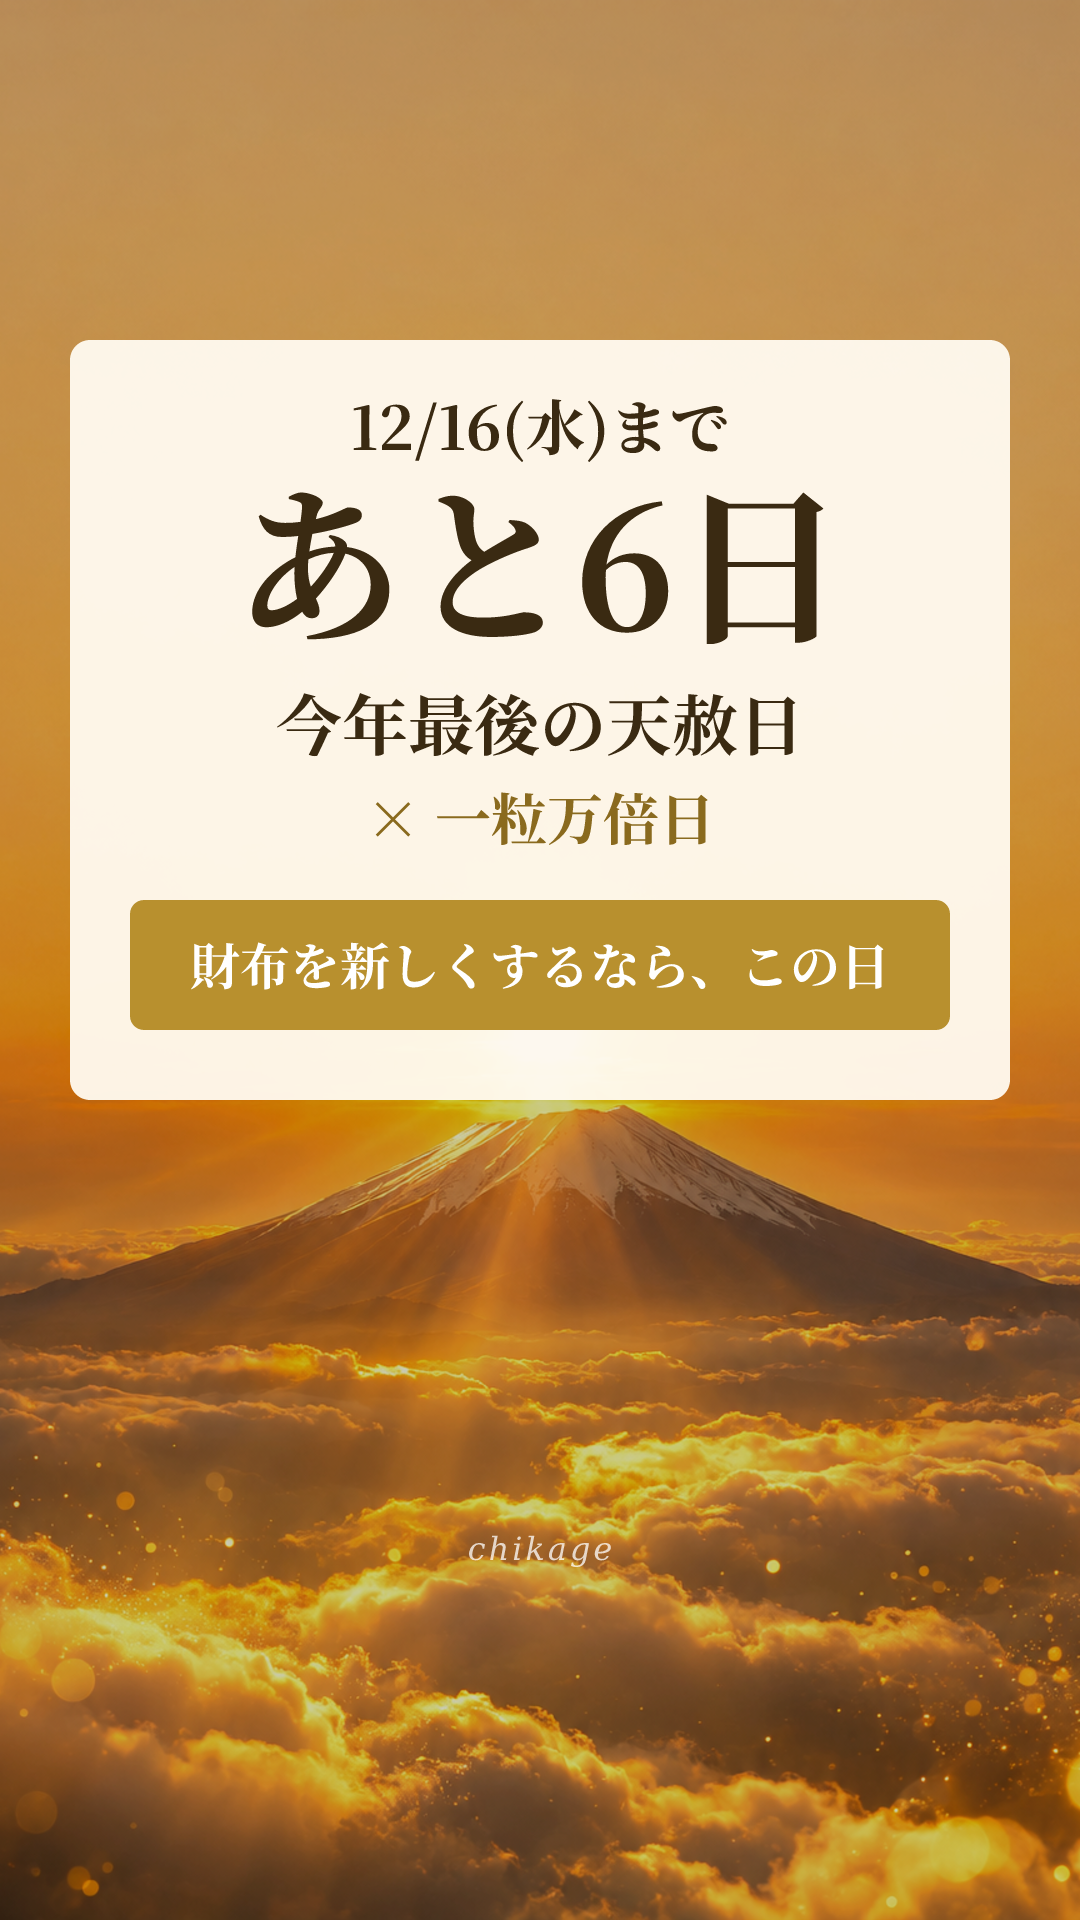 12/16(水)まで
あと6日
今年最後の天赦日
× 一粒万倍日
財布を新しくするなら、この日
chikage